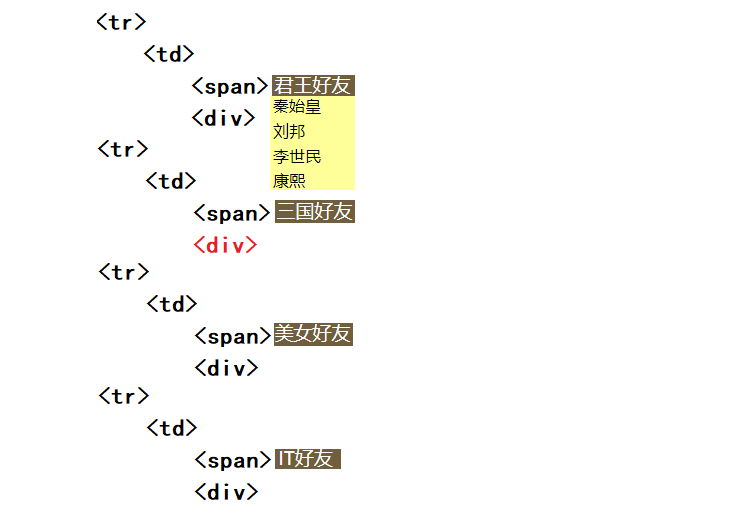 <tr>
<td>
<span> 君王好友
<div> 秦始皇
刘邦
李世民
康熙
<tr>
<td>
<span> 三国好友
<div>
<tr>
<td>
<span> 美女好友
<div>
<tr>
<td>
<span> IT好友
<div>